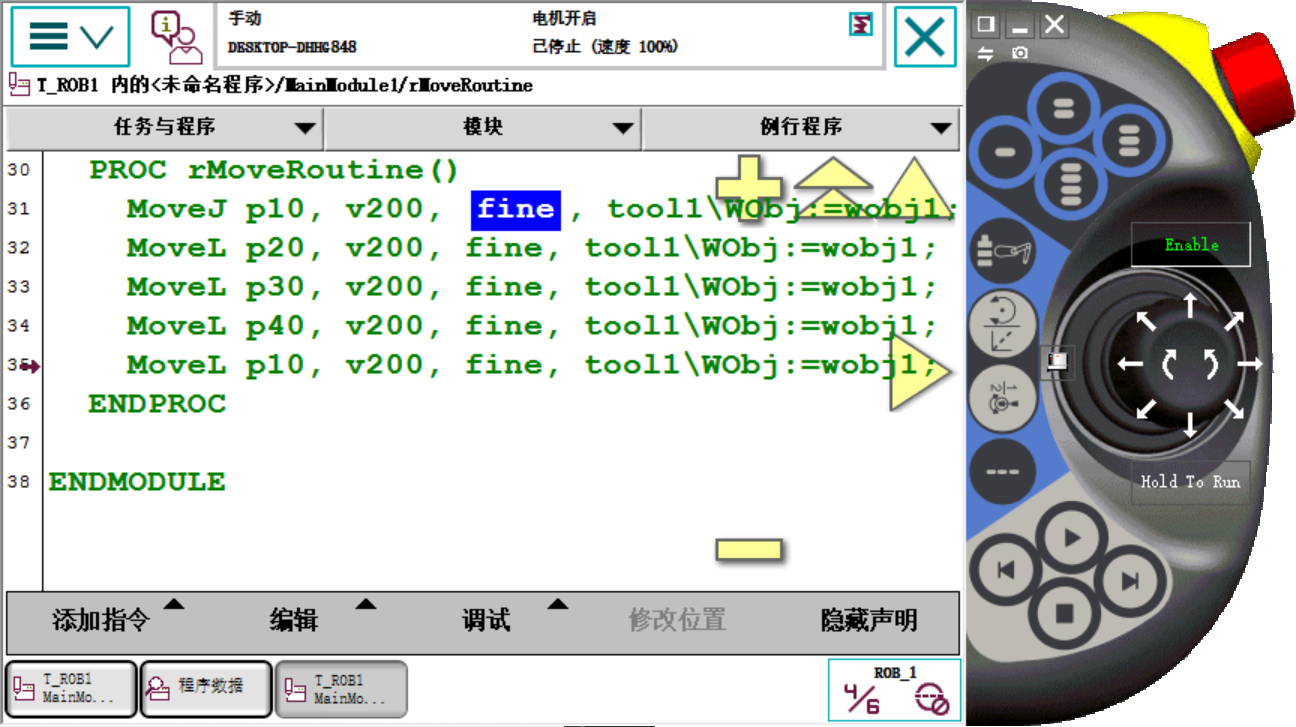 手动
DESKTOP-DHHG848
电机开启
已停止 (速度 100%)
T_ROB1 内的<未命名程序>/MainModule1/rMoveRoutine
任务与程序
模块
例行程序
30 PROC rMoveRoutine()
31 MoveJ p10, v200, fine, tool1\WObj:=wobj1;
32 MoveL p20, v200, fine, tool1\WObj:=wobj1;
33 MoveL p30, v200, fine, tool1\WObj:=wobj1;
34 MoveL p40, v200, fine, tool1\WObj:=wobj1;
35 MoveL p10, v200, fine, tool1\WObj:=wobj1;
36 ENDPROC
37
38 ENDMODULE
添加指令
编辑
调试
修改位置
隐藏声明
T_ROB1
MainMo...
程序数据
T_ROB1
MainMo...
ROB_1
Enable
Hold To Run